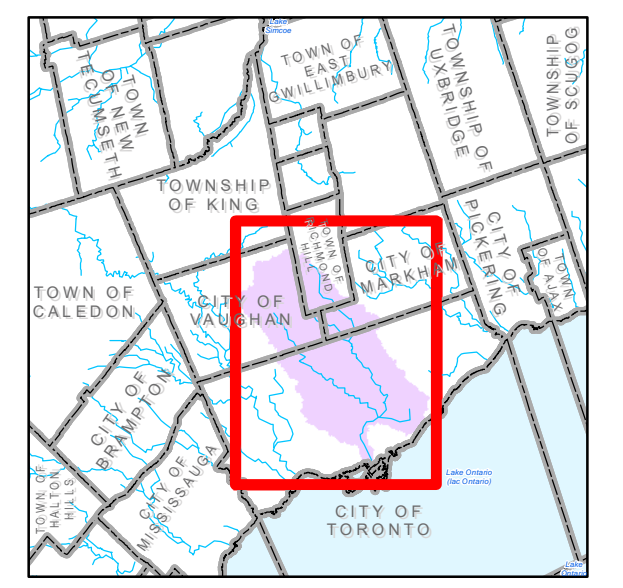 Lake
Simcoe
TOWN OF
EAST
GWILLIMBURY
TOWN
OF NEW
TECUMSETH
TOWNSHIP OF
UXBRIDGE
TOWNSHIP
OF SCUGOG
TOWNSHIP
OF KING
TOWN OF
RICHMOND
HILL
CITY OF
MARKHAM
CITY OF
PICKERING
TOWN
OF AJAX
TOWN OF
CALEDON
CITY OF
VAUGHAN
CITY OF
BRAMPTON
TOWN OF
HALTON
HILLS
CITY OF
MISSISSAUGA
Lake Ontario
(lac Ontario)
CITY OF
TORONTO
Lake
Ontario